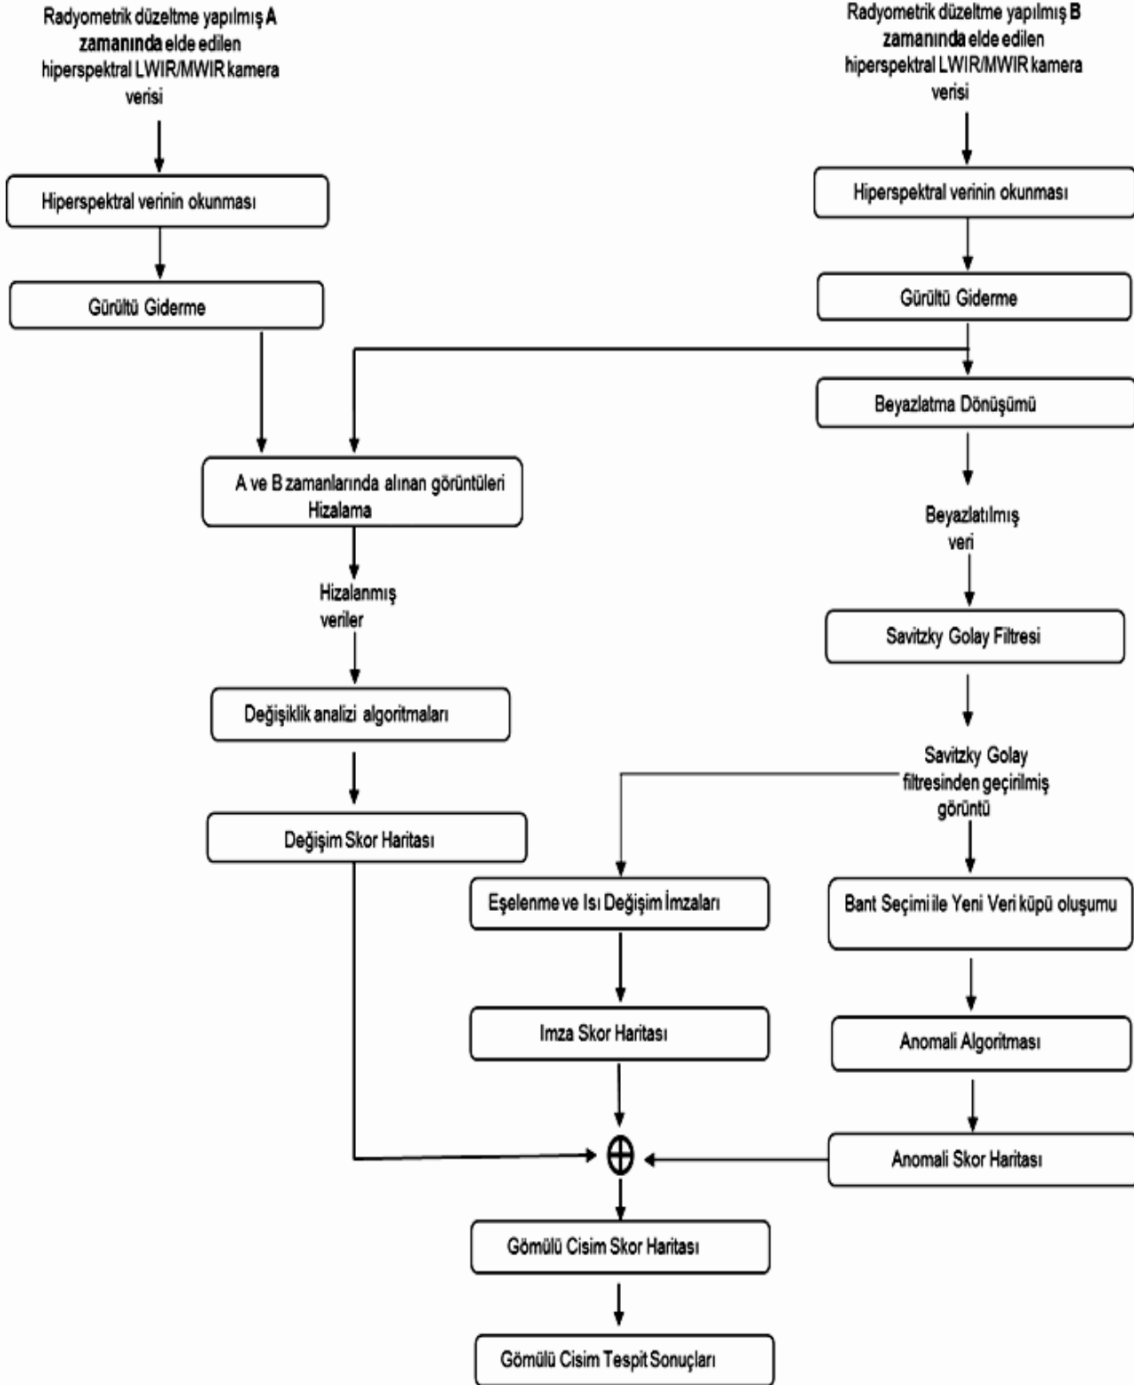 Radyometrik düzeltme yapılmış A
zamanında elde edilen
hiperspektral LWIR/MWIR kamera
verisi
Radyometrik düzeltme yapılmış B
zamanında elde edilen
hiperspektral LWIR/MWIR kamera
verisi
Hiperspektral verinin okunması
Hiperspektral verinin okunması
Gürültü Giderme
Gürültü Giderme
Beyazlatma Dönüşümü
A ve B zamanlarında alınan görüntüleri
Hizalama
Beyazlatılmış
veri
Hizalanmış
veriler
Savitzky Golay Filtresi
Değişiklik analizi algoritmaları
Savitzky Golay
filtresinden geçirilmiş
görüntü
Değişim Skor Haritası
Eşelenme ve Isı Değişim İmzaları
Bant Seçimi ile Yeni Veri küpü oluşumu
Imza Skor Haritası
Anomali Algoritması
Anomali Skor Haritası
Gömülü Cisim Skor Haritası
Gömülü Cisim Tespit Sonuçları